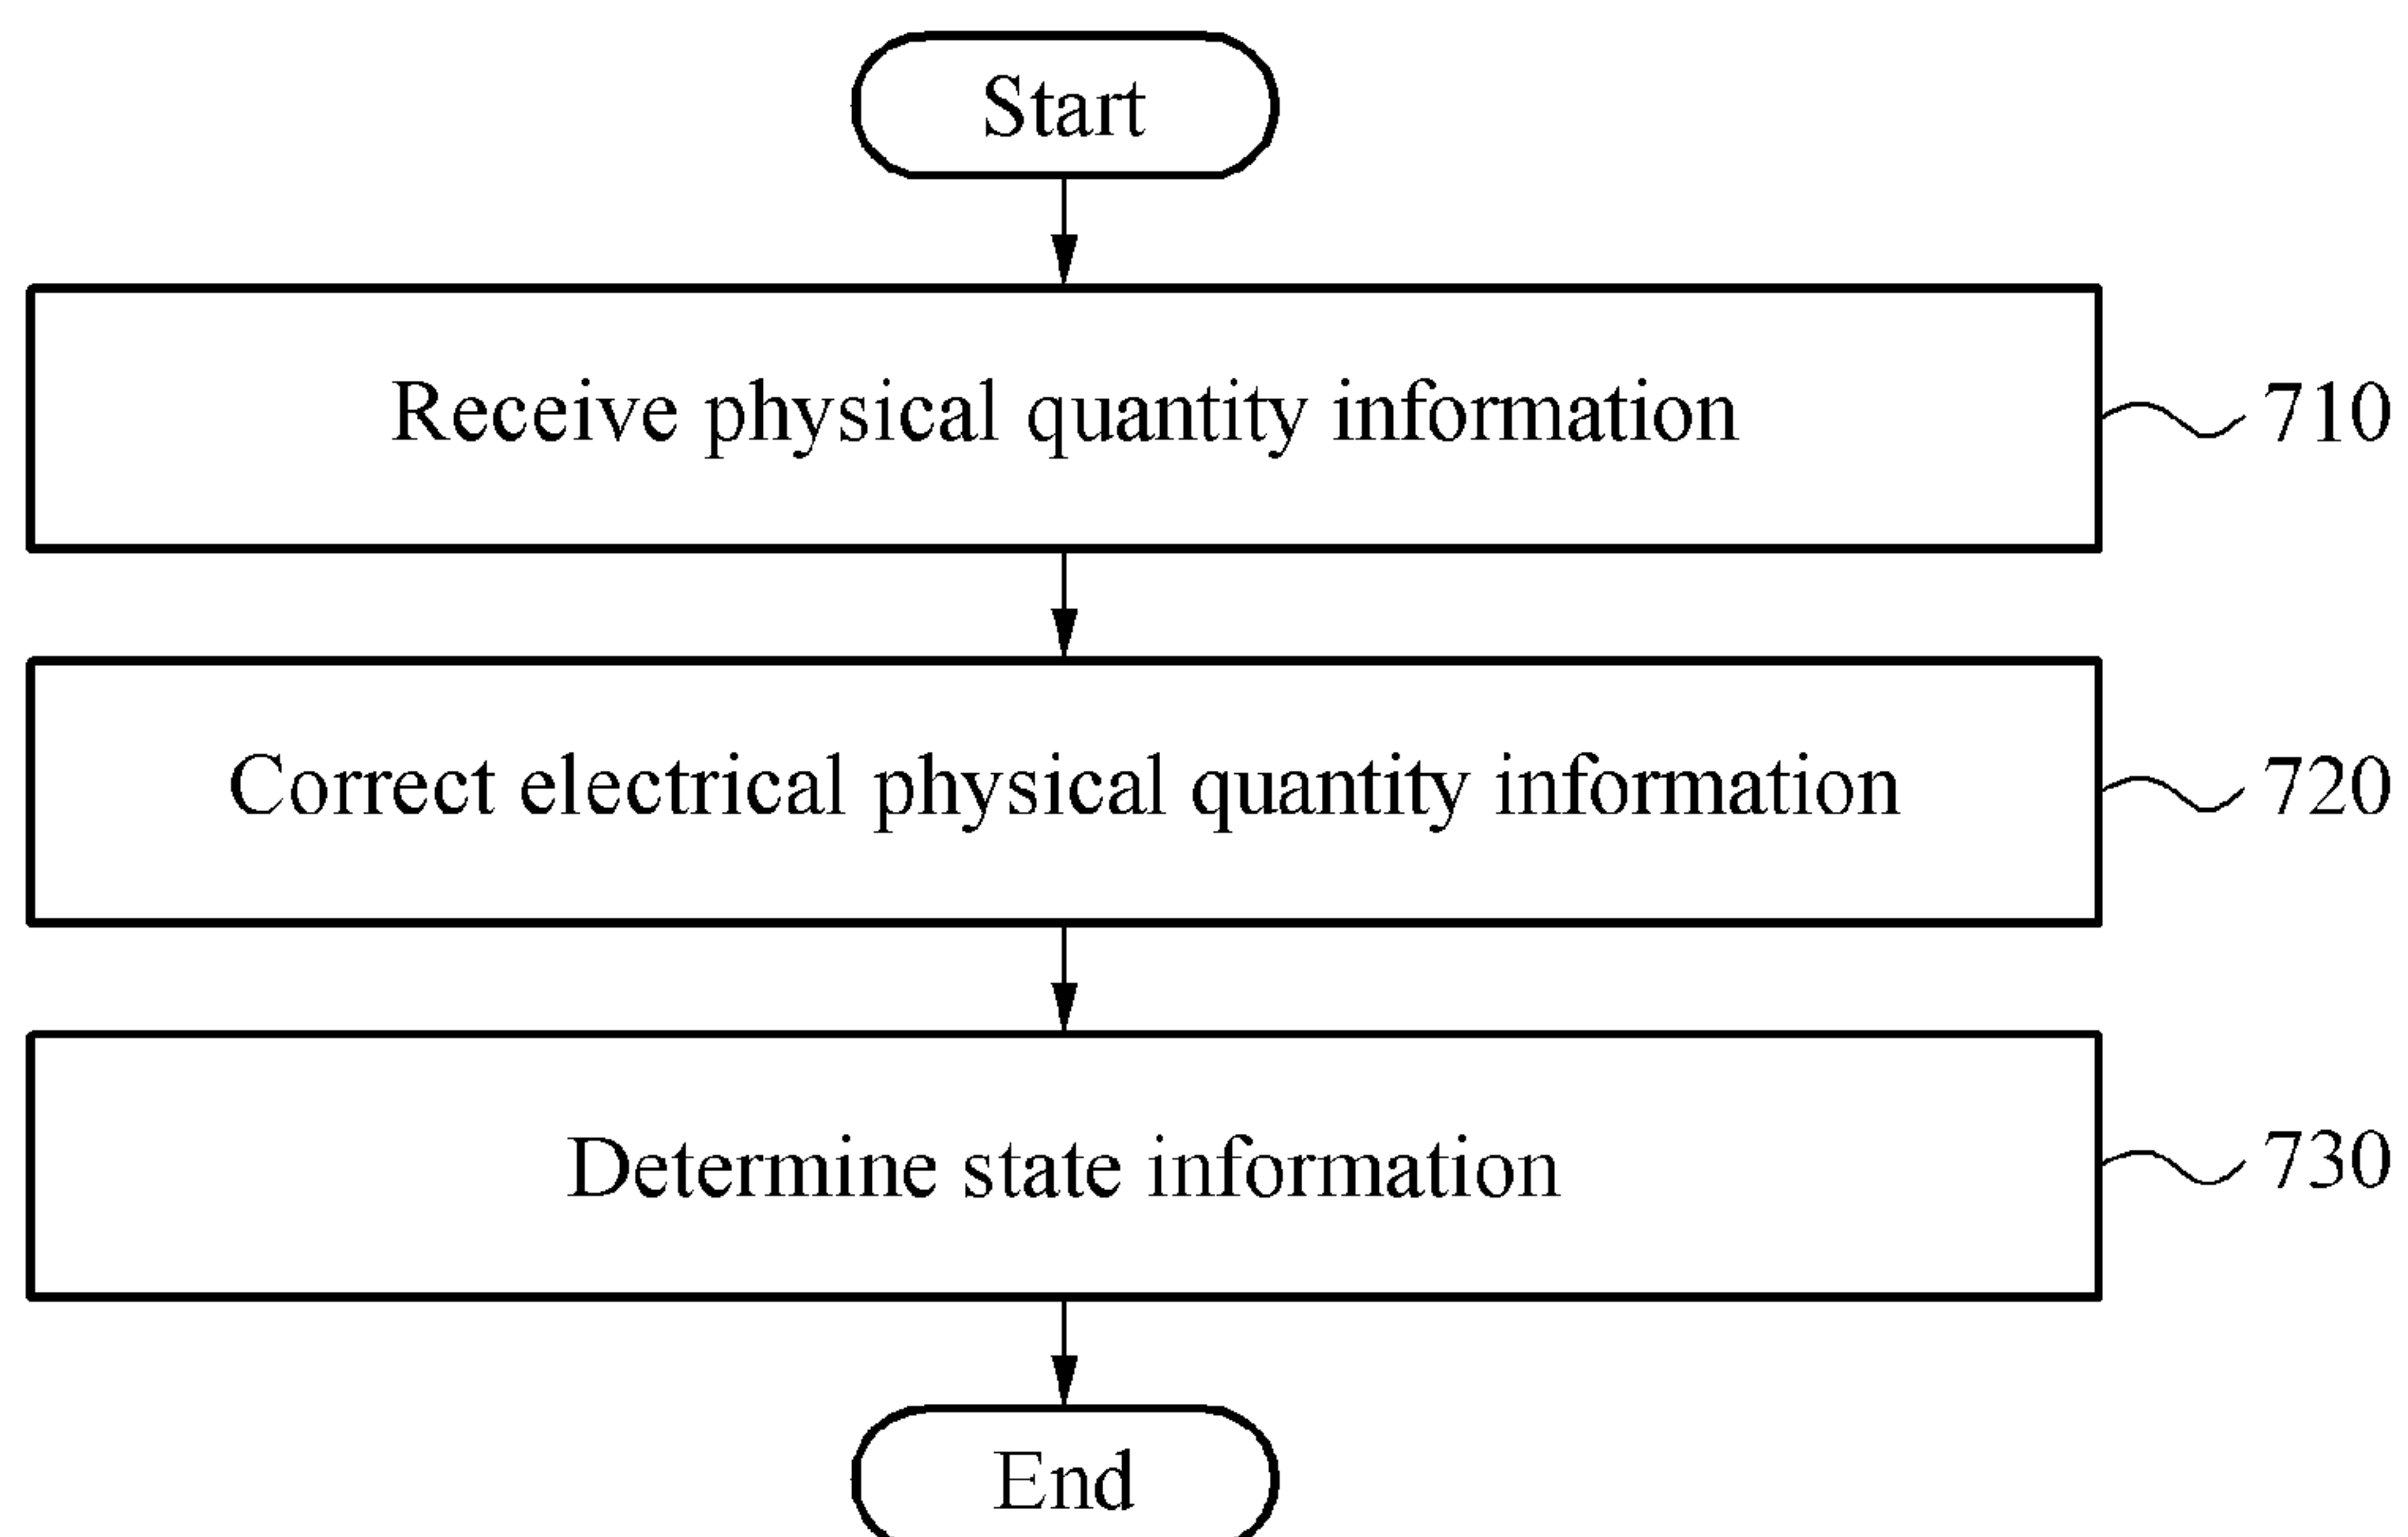 Start
Receive physical quantity information
710
Correct electrical physical quantity information
720
Determine state information
730
End